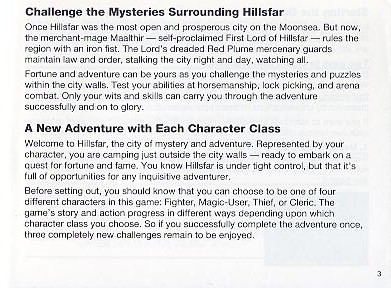 Challenge the Mysteries Surrounding Hillsfar
Once Hillsfar was the most open and prosperous city on the Moonsea. But now,
the merchant-mage Maalthir — self-proclaimed First Lord of Hillsfar — rules the
region with an iron fist. The Lord's dreaded Red Plume mercenary guards
maintain law and order, stalking the city night and day, watching all.
Fortune and adventure can be yours as you challenge the mysteries and puzzles
within the city walls. Test your abilities at horsemanship, lock picking, and arena
combat. Only your wits and skills can carry you through the adventure
successfully and on to glory.
A New Adventure with Each Character Class
Welcome to Hillsfar, the city of mystery and adventure. Represented by your
character, you are camping just outside the city walls — ready to embark on a
quest for fortune and fame. You know Hillsfar is under tight control, but that it's
full of opportunities for any inquisitive adventurer.
Before setting out, you should know that you can choose to be one of four
different characters in this game: Fighter, Magic-User, Thief, or Cleric. The
game's story and action progress in different ways depending upon which
character class you choose. So if you successfully complete the adventure once,
three completely new challenges remain to be enjoyed.
3